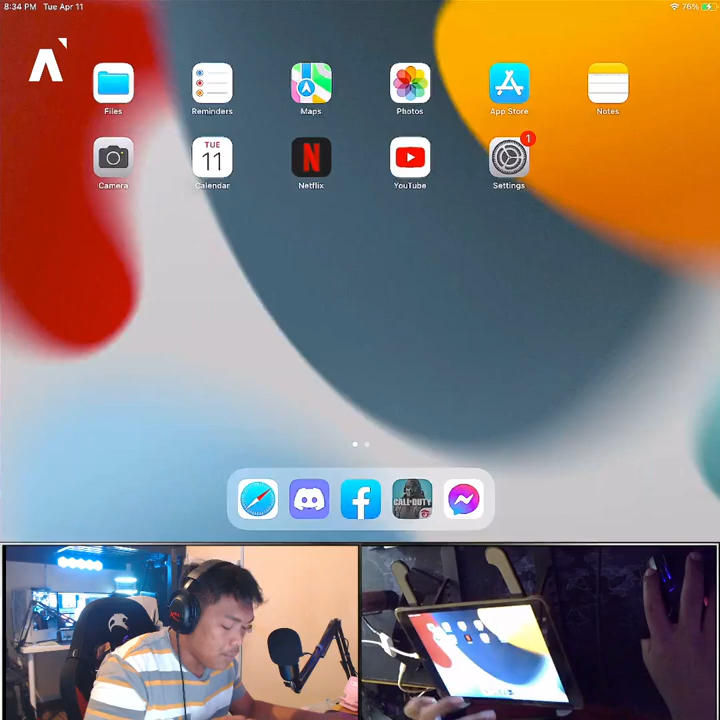 8:34 PM Tue Apr 11
76%
Files
Reminders
Maps
Photos
App Store
Notes
TUE
11
1
Camera
Calendar
Netflix
YouTube
Settings
CALL·DUTY